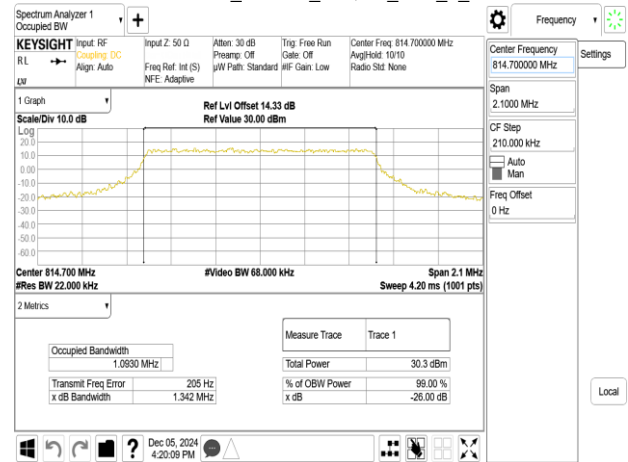 Spectrum Analyzer 1
Occupied BW
Frequency
KEYSIGHT
RL
LXI
Input: RF
Coupling: DC
Align: Auto
Input Z: 50 Ω
Freq Ref: Int (S)
NFE: Adaptive
Atten: 30 dB
Preamp: Off
µW Path: Standard
Trig: Free Run
Gate: Off
#IF Gain: Low
Center Freq: 814.700000 MHz
Avg|Hold: 10/10
Radio Std: None
Center Frequency
814.700000 MHz
Settings
Span
2.1000 MHz
CF Step
210.000 kHz
Auto
Man
Freq Offset
0 Hz
1 Graph
Scale/Div 10.0 dB
Ref Lvl Offset 14.33 dB
Ref Value 30.00 dBm
Log
20.0
10.0
0.00
-10.0
-20.0
-30.0
-40.0
-50.0
-60.0
Center 814.700 MHz
#Video BW 68.000 kHz
Span 2.1 MHz
#Res BW 22.000 kHz
Sweep 4.20 ms (1001 pts)
2 Metrics
Measure Trace
Trace 1
Occupied Bandwidth
1.0930 MHz
Total Power
30.3 dBm
Transmit Freq Error
205 Hz
% of OBW Power
99.00 %
x dB Bandwidth
1.342 MHz
x dB
-26.00 dB
Local
?
Dec 05, 2024
4:20:09 PM